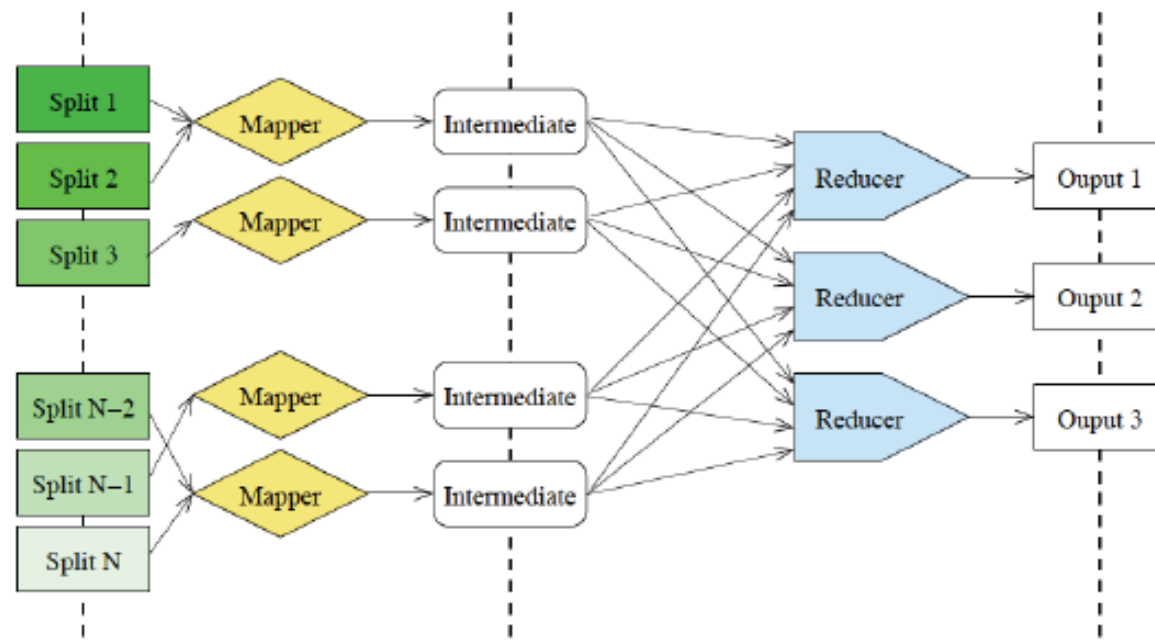 Split 1
Split 2
Split 3
Split N–2
Split N–1
Split N
Mapper
Mapper
Mapper
Mapper
Intermediate
Intermediate
Intermediate
Intermediate
Reducer
Reducer
Reducer
Ouput 1
Ouput 2
Ouput 3